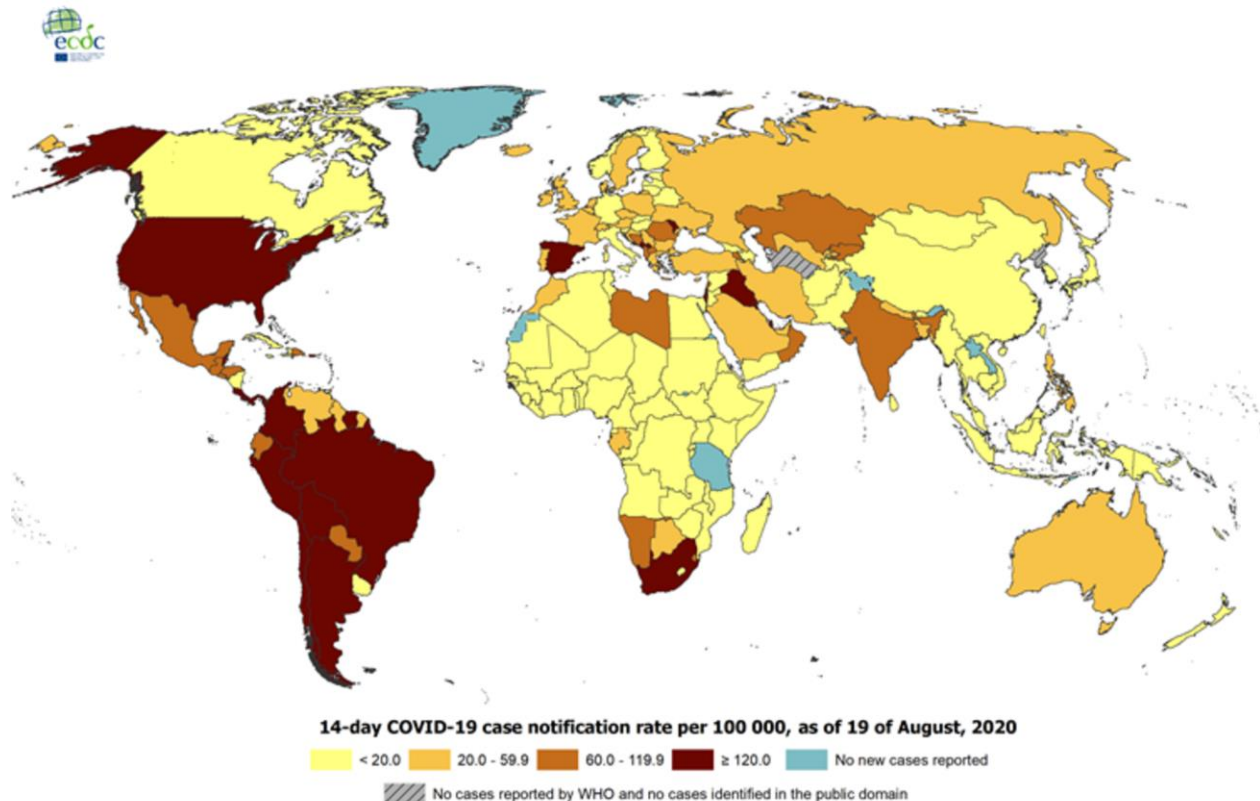 ecdc
14-day COVID-19 case notification rate per 100 000, as of 19 of August, 2020
< 20.0 20.0 - 59.9 60.0 - 119.9 ≥ 120.0 No new cases reported
No cases reported by WHO and no cases identified in the public domain